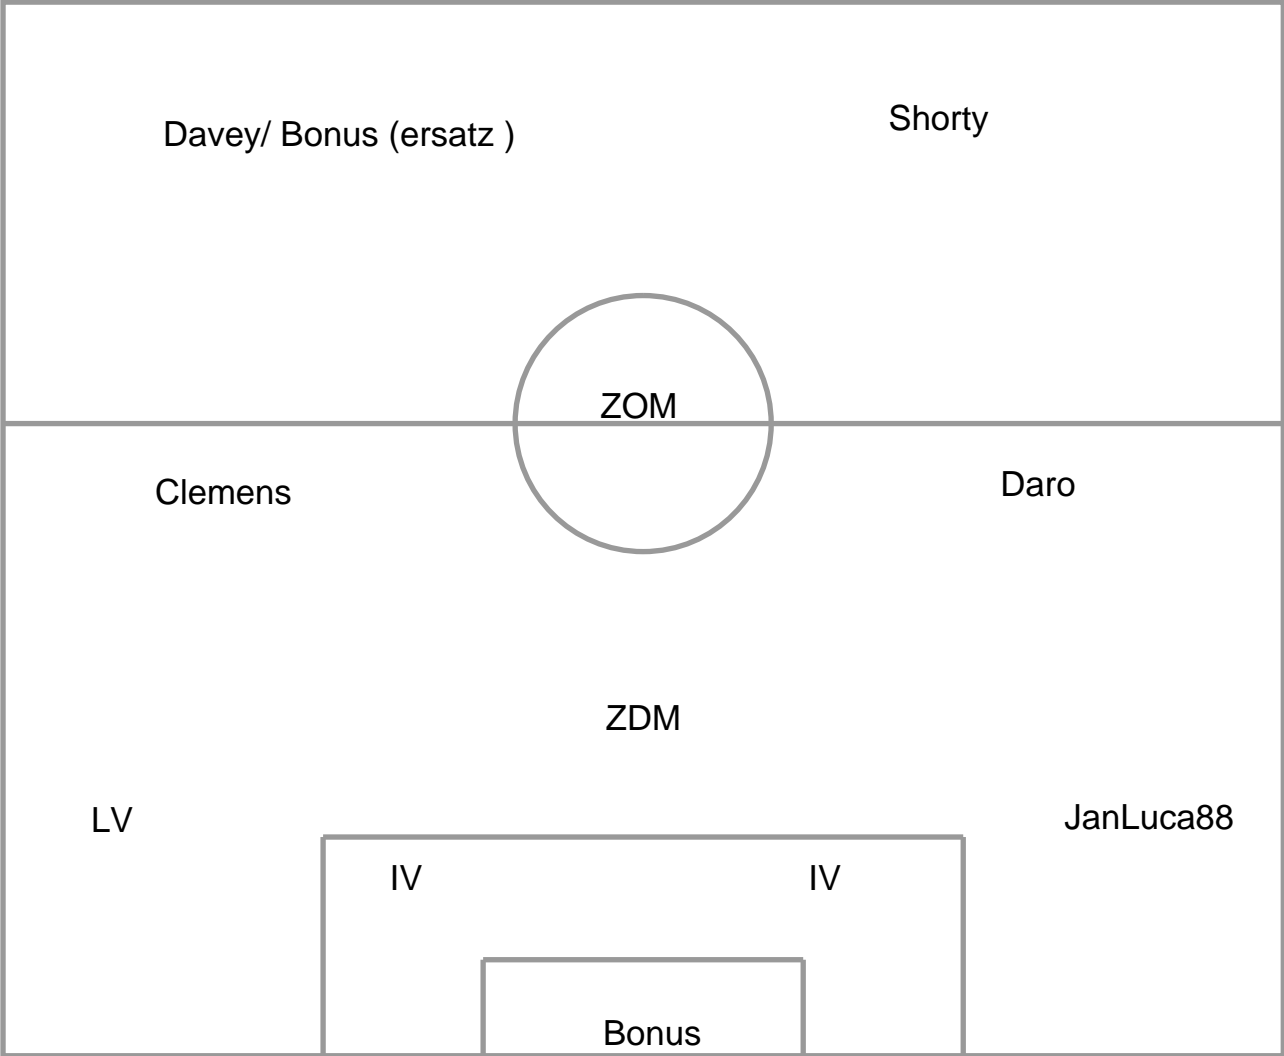 Davey/ Bonus (ersatz )
Shorty
ZOM
Clemens
Daro
ZDM
LV
JanLuca88
IV
IV
Bonus